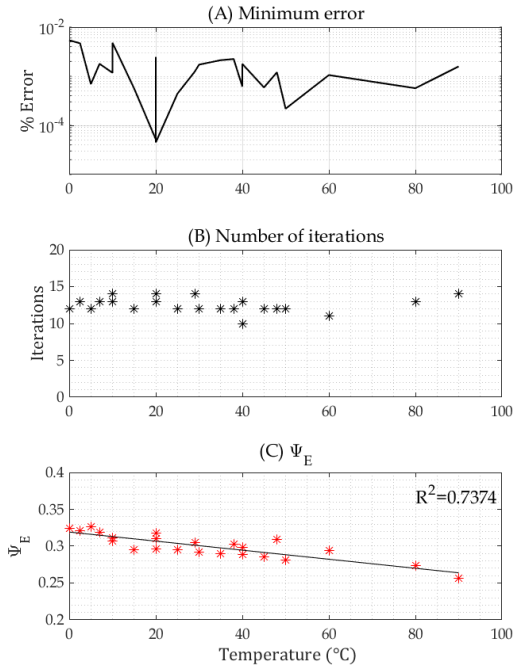 (A) Minimum error
10^-2
10^-4
% Error
0 20 40 60 80 100
(B) Number of iterations
20
15
10
5
0
Iterations
0 20 40 60 80 100
(C) Ψ_E
0.4
0.35
0.3
0.25
0.2
Ψ_E
R^2=0.7374
0 20 40 60 80 100
Temperature (°C)